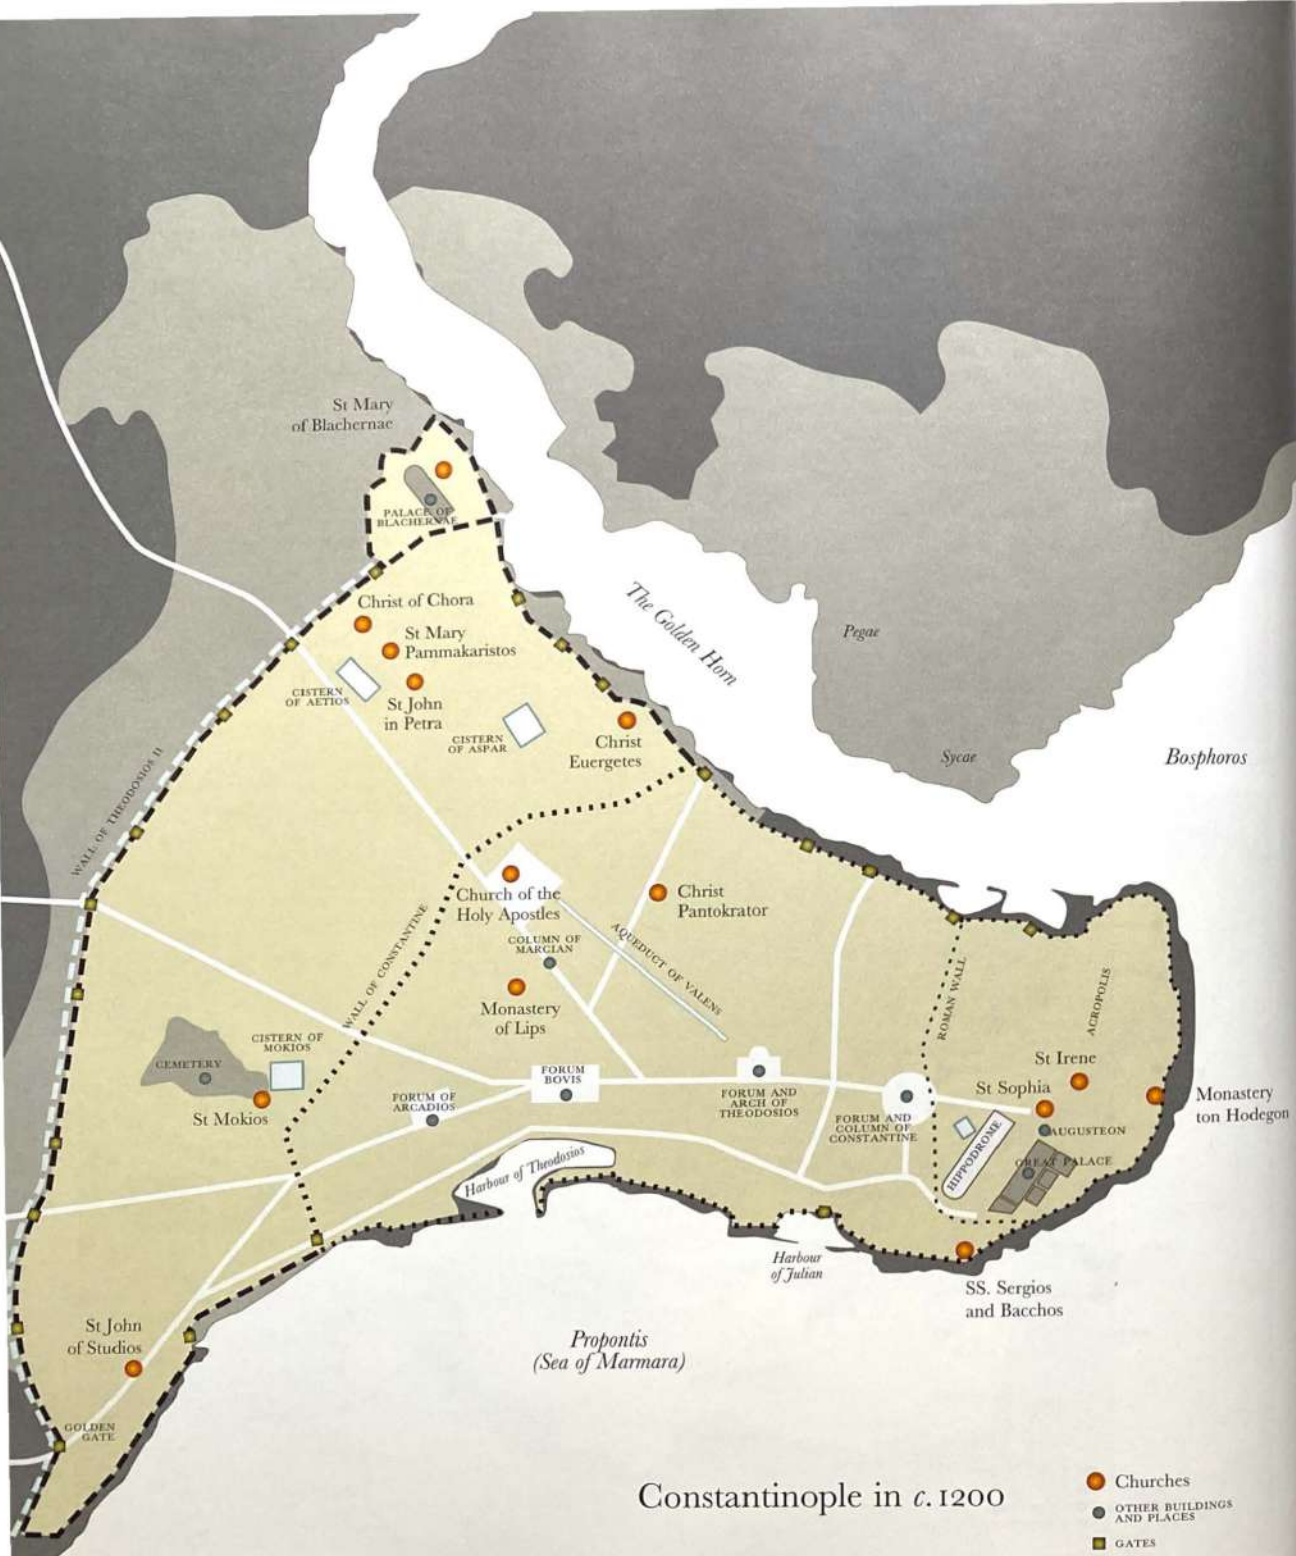 St Mary
of Blachernae
PALACE OF
BLACHERNAE
Christ of Chora
St Mary
Pammakaristos
CISTERN
OF AETIOS
St John
in Petra
CISTERN
OF ASPAR
Christ
Euergetes
The Golden Horn
Pegae
Sycae
Bosphoros
WALL OF THEODOSIOS II
Church of the
Holy Apostles
Christ
Pantokrator
WALL OF CONSTANTINE
COLUMN OF
MARCIAN
AQUEDUCT OF VALENS
Monastery
of Lips
ROMAN WALL
ACROPOLIS
CEMETERY
CISTERN OF
MOKIOS
St Mokios
FORUM OF
ARCADIOS
FORUM
BOVIS
FORUM AND
ARCH OF
THEODOSIOS
FORUM AND
COLUMN OF
CONSTANTINE
St Irene
St Sophia
Monastery
ton Hodegon
AUGUSTEON
HIPPODROME
GREAT PALACE
Harbour of Theodosios
Harbour
of Julian
SS. Sergios
and Bacchos
St John
of Studios
Propontis
(Sea of Marmara)
GOLDEN
GATE
Constantinople in c.1200
Churches
OTHER BUILDINGS
AND PLACES
GATES